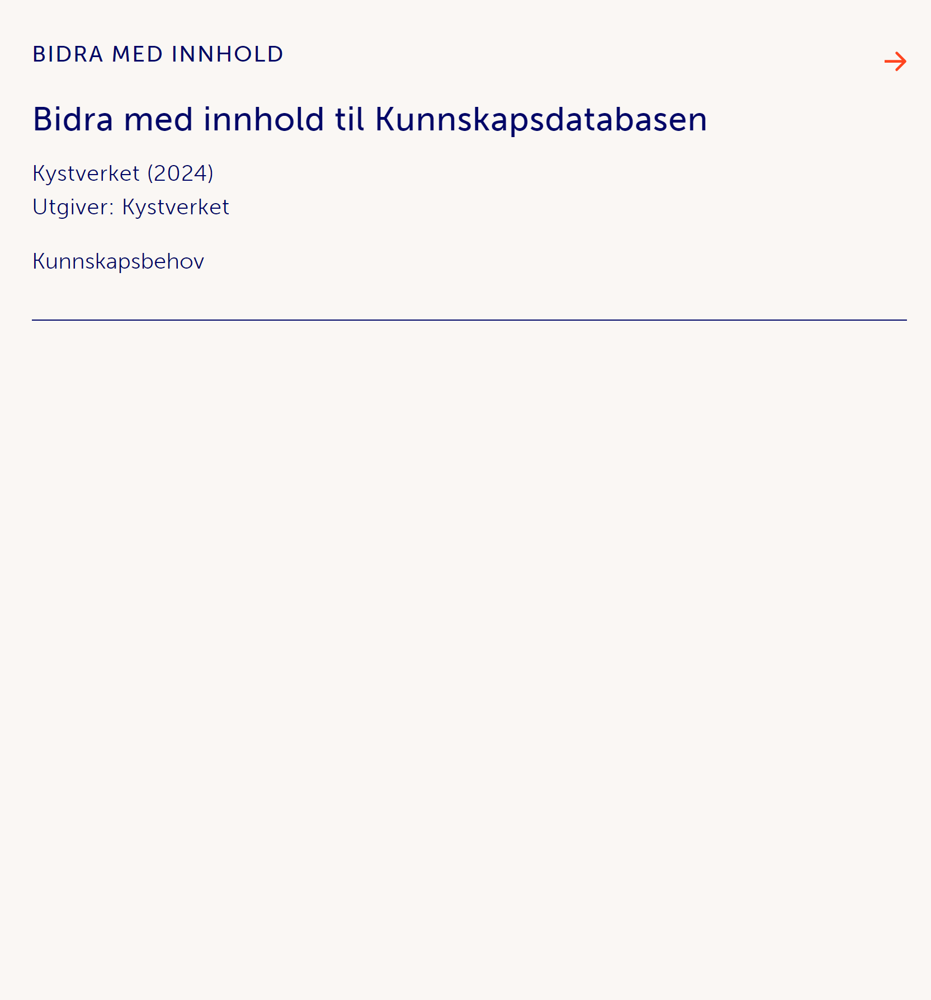 BIDRA MED INNHOLD
Bidra med innhold til Kunnskapsdatabasen
Kystverket (2024)
Utgiver: Kystverket
Kunnskapsbehov